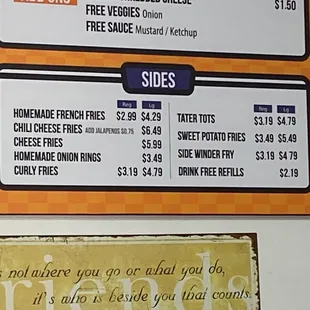 $1.50
FREE VEGGIES Onion
FREE SAUCE Mustard / Ketchup
SIDES
Reg Lg
HOMEMADE FRENCH FRIES $2.99 $4.29
CHILI CHEESE FRIES ADD JALAPENOS $0.75 $6.49
CHEESE FRIES $5.99
HOMEMADE ONION RINGS $3.49
CURLY FRIES $3.19 $4.79
Reg Lg
TATER TOTS $3.19 $4.79
SWEET POTATO FRIES $3.49 $5.49
SIDE WINDER FRY $3.19 $4.79
DRINK FREE REFILLS $2.19
friends
s not where you go or what you do,
it's who is beside you that counts.